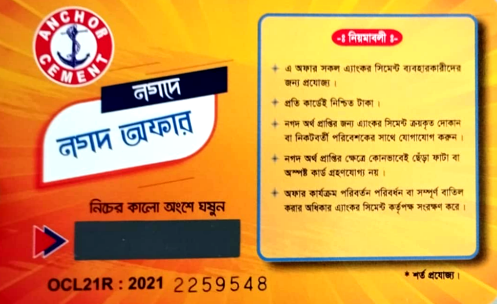 ANCHOR
CEMENT
নগদে
নগদ অফার
নিচের কালো অংশে ঘষুন
OCL21R : 2021 2259548
-ঃ নিয়মাবলী ঃ-
এ অফার সকল এ্যাংকর সিমেন্ট ব্যবহারকারীদের
জন্য প্রযোজ্য ।
প্রতি কার্ডেই নিশ্চিত টাকা ।
নগদ অর্থ প্রাপ্তির জন্য এ্যাংকর সিমেন্ট ক্রয়কৃত দোকান
বা নিকটবর্তী পরিবেশকের সাথে যোগাযোগ করুন ।
নগদ অর্থ প্রাপ্তির ক্ষেত্রে কোনভাবেই ছেঁড়া ফাটা বা
অস্পষ্ট কার্ড গ্রহণযোগ্য নয় ।
অফার কার্যক্রম পরিবর্তন পরিবর্ধন বা সম্পূর্ণ বাতিল
করার অধিকার এ্যাংকর সিমেন্ট কর্তৃপক্ষ সংরক্ষণ করে ।
* শর্ত প্রযোজ্য ।